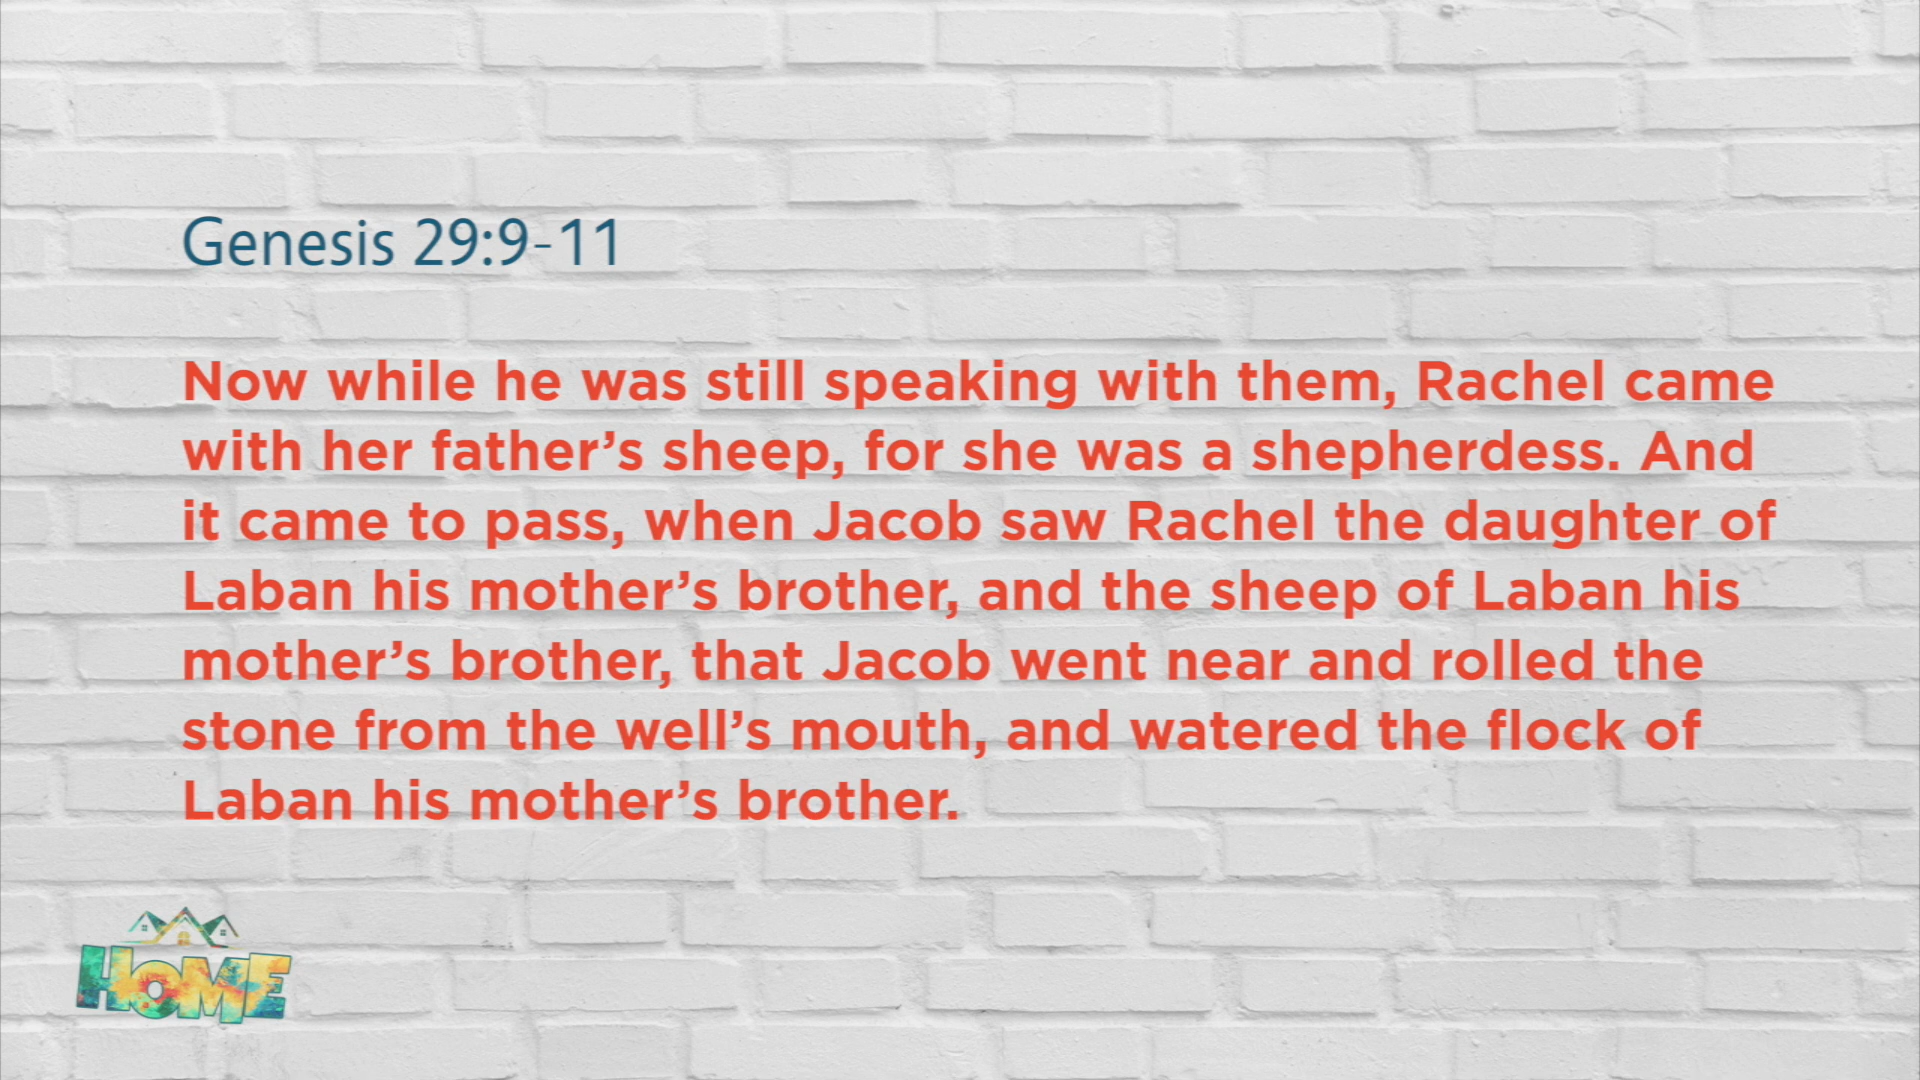 Genesis 29:9-11
Now while he was still speaking with them, Rachel came
with her father’s sheep, for she was a shepherdess. And
it came to pass, when Jacob saw Rachel the daughter of
Laban his mother’s brother, and the sheep of Laban his
mother’s brother, that Jacob went near and rolled the
stone from the well’s mouth, and watered the flock of
Laban his mother’s brother.
HOME